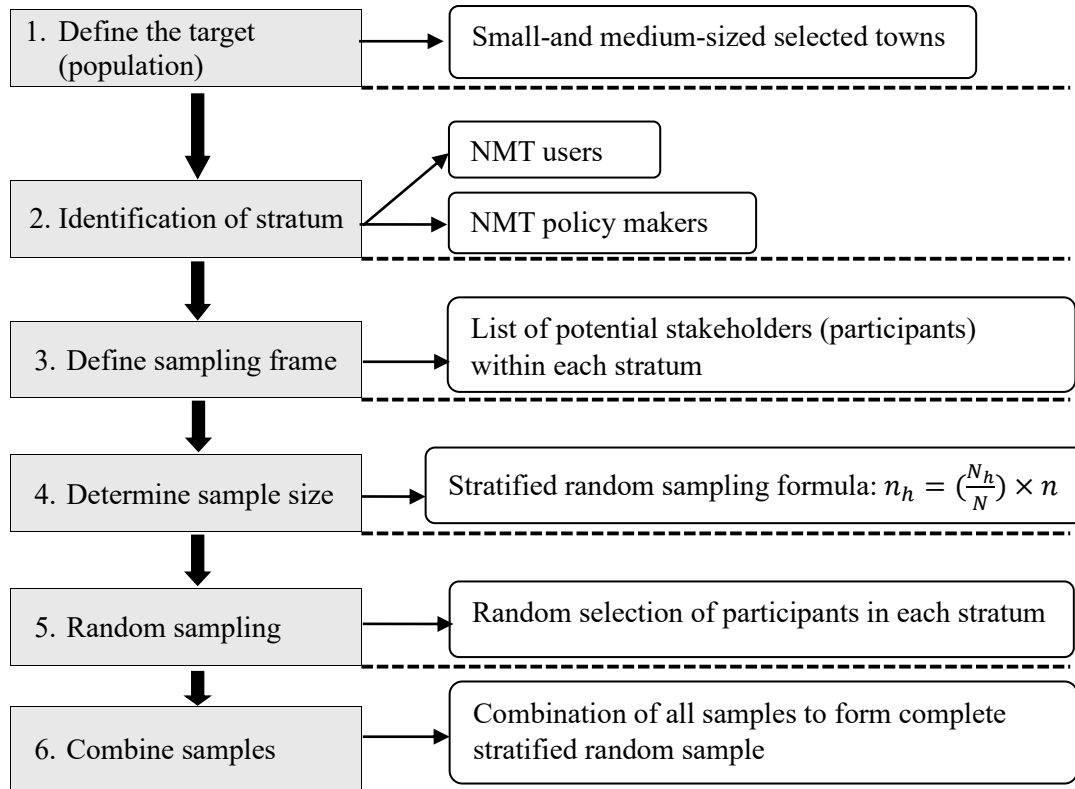 1. Define the target
(population)
Small-and medium-sized selected towns
NMT users
2. Identification of stratum
NMT policy makers
3. Define sampling frame
List of potential stakeholders (participants)
within each stratum
4. Determine sample size
Stratified random sampling formula: n_h = (N_h/N) × n
5. Random sampling
Random selection of participants in each stratum
6. Combine samples
Combination of all samples to form complete
stratified random sample